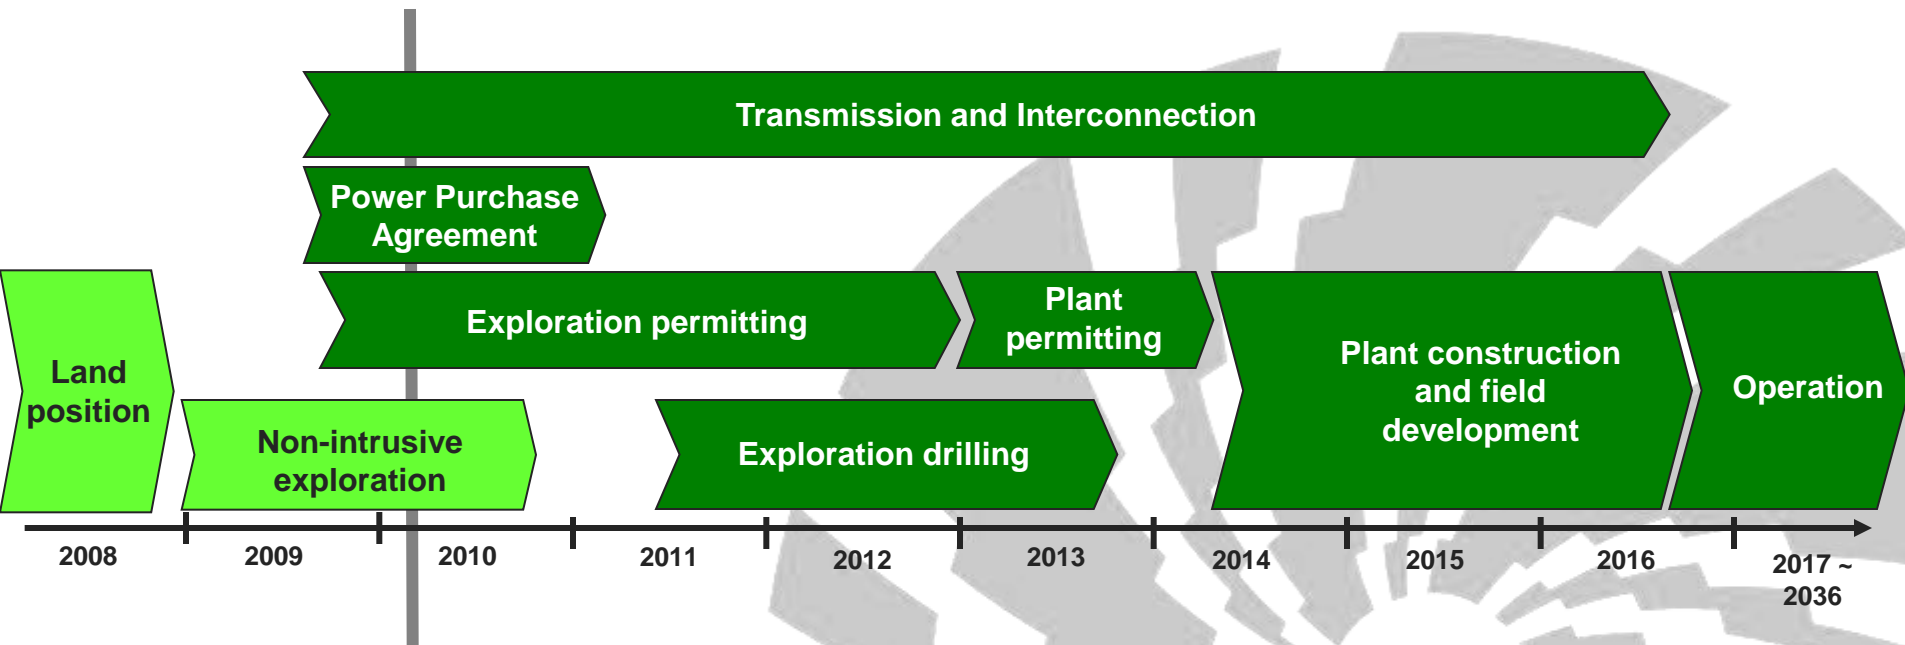 Transmission and Interconnection
Power Purchase
Agreement
Exploration permitting
Plant
permitting
Land
position
Non-intrusive
exploration
Exploration drilling
Plant construction
and field
development
Operation
2008
2009
2010
2011
2012
2013
2014
2015
2016
2017 ~
2036